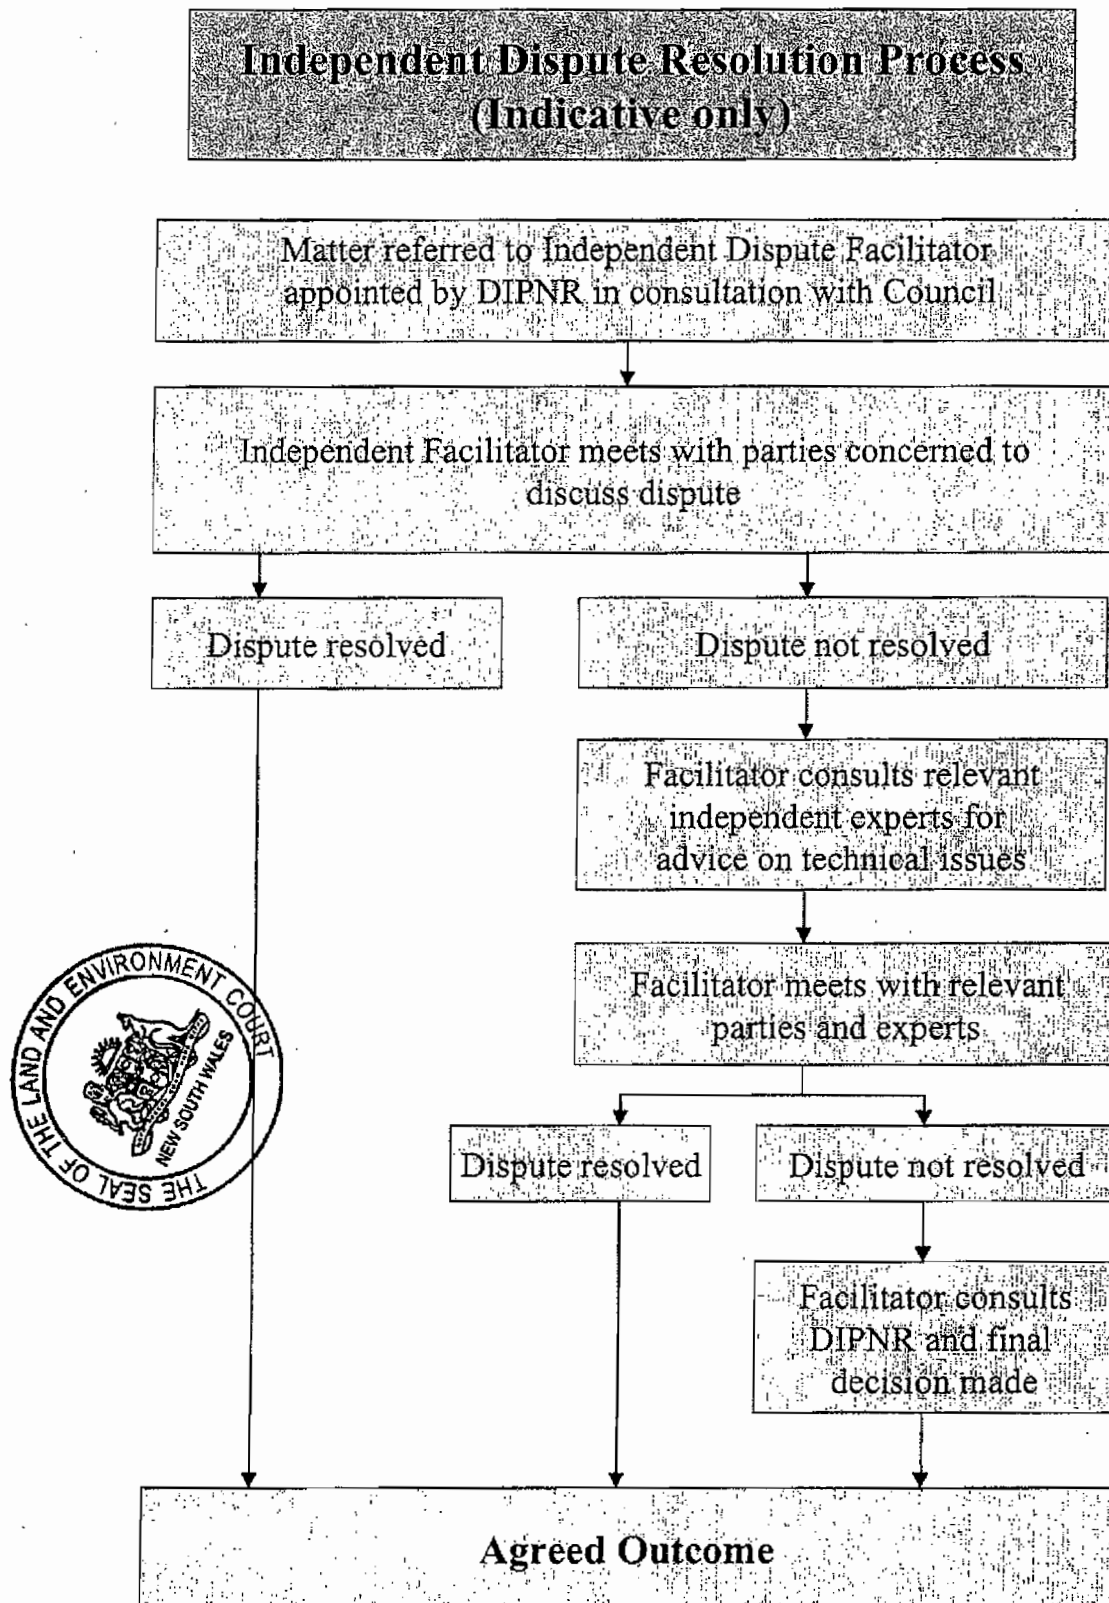 Independent Dispute Resolution Process
(Indicative only)
Matter referred to Independent Dispute Facilitator
appointed by DIPNR in consultation with Council
Independent Facilitator meets with parties concerned to
discuss dispute
Dispute resolved
Dispute not resolved
Facilitator consults relevant
independent experts for
advice on technical issues
Facilitator meets with relevant
parties and experts
THE SEAL OF THE LAND AND ENVIRONMENT COURT
NEW SOUTH WALES
Dispute resolved
Dispute not resolved
Facilitator consults
DIPNR and final
decision made
Agreed Outcome